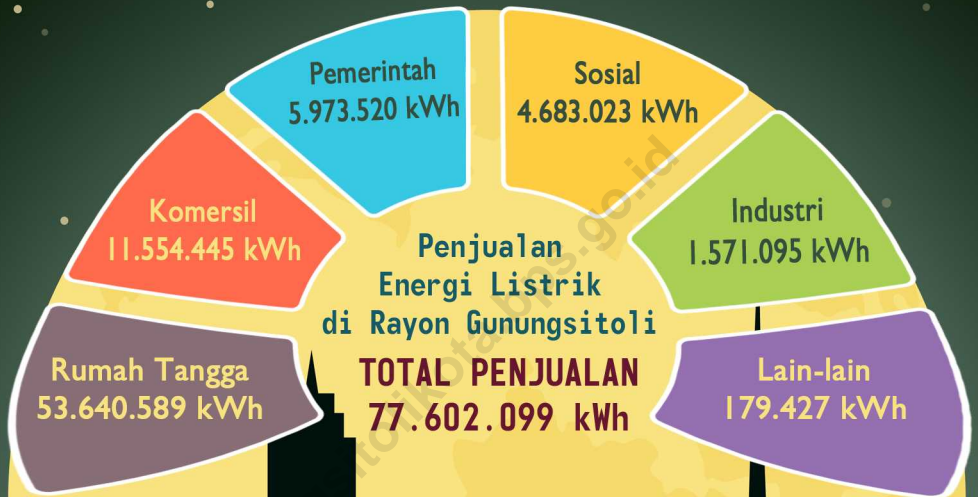 Pemerintah
5.973.520 kWh
Sosial
4.683.023 kWh
Komersil
11.554.445 kWh
Industri
1.571.095 kWh
Penjualan
Energi Listrik
di Rayon Gunungsitoli
TOTAL PENJUALAN
77.602.099 kWh
Rumah Tangga
53.640.589 kWh
Lain-lain
179.427 kWh